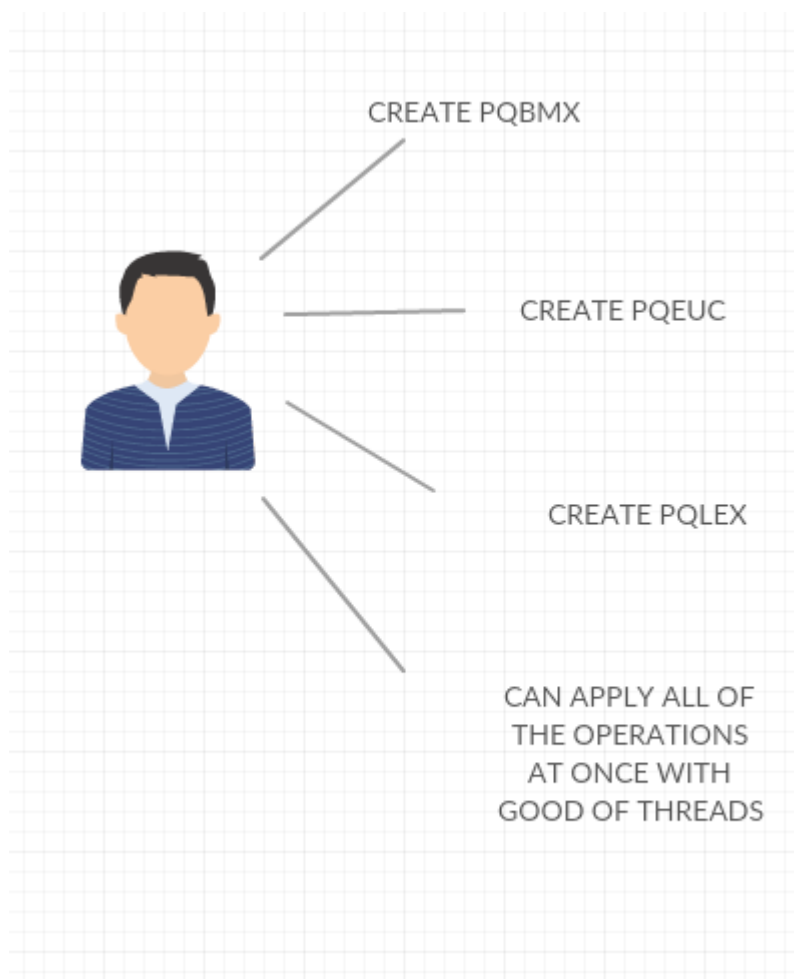 CREATE PQBMX
CREATE PQEUC
CREATE PQLEX
CAN APPLY ALL OF
THE OPERATIONS
AT ONCE WITH
GOOD OF THREADS